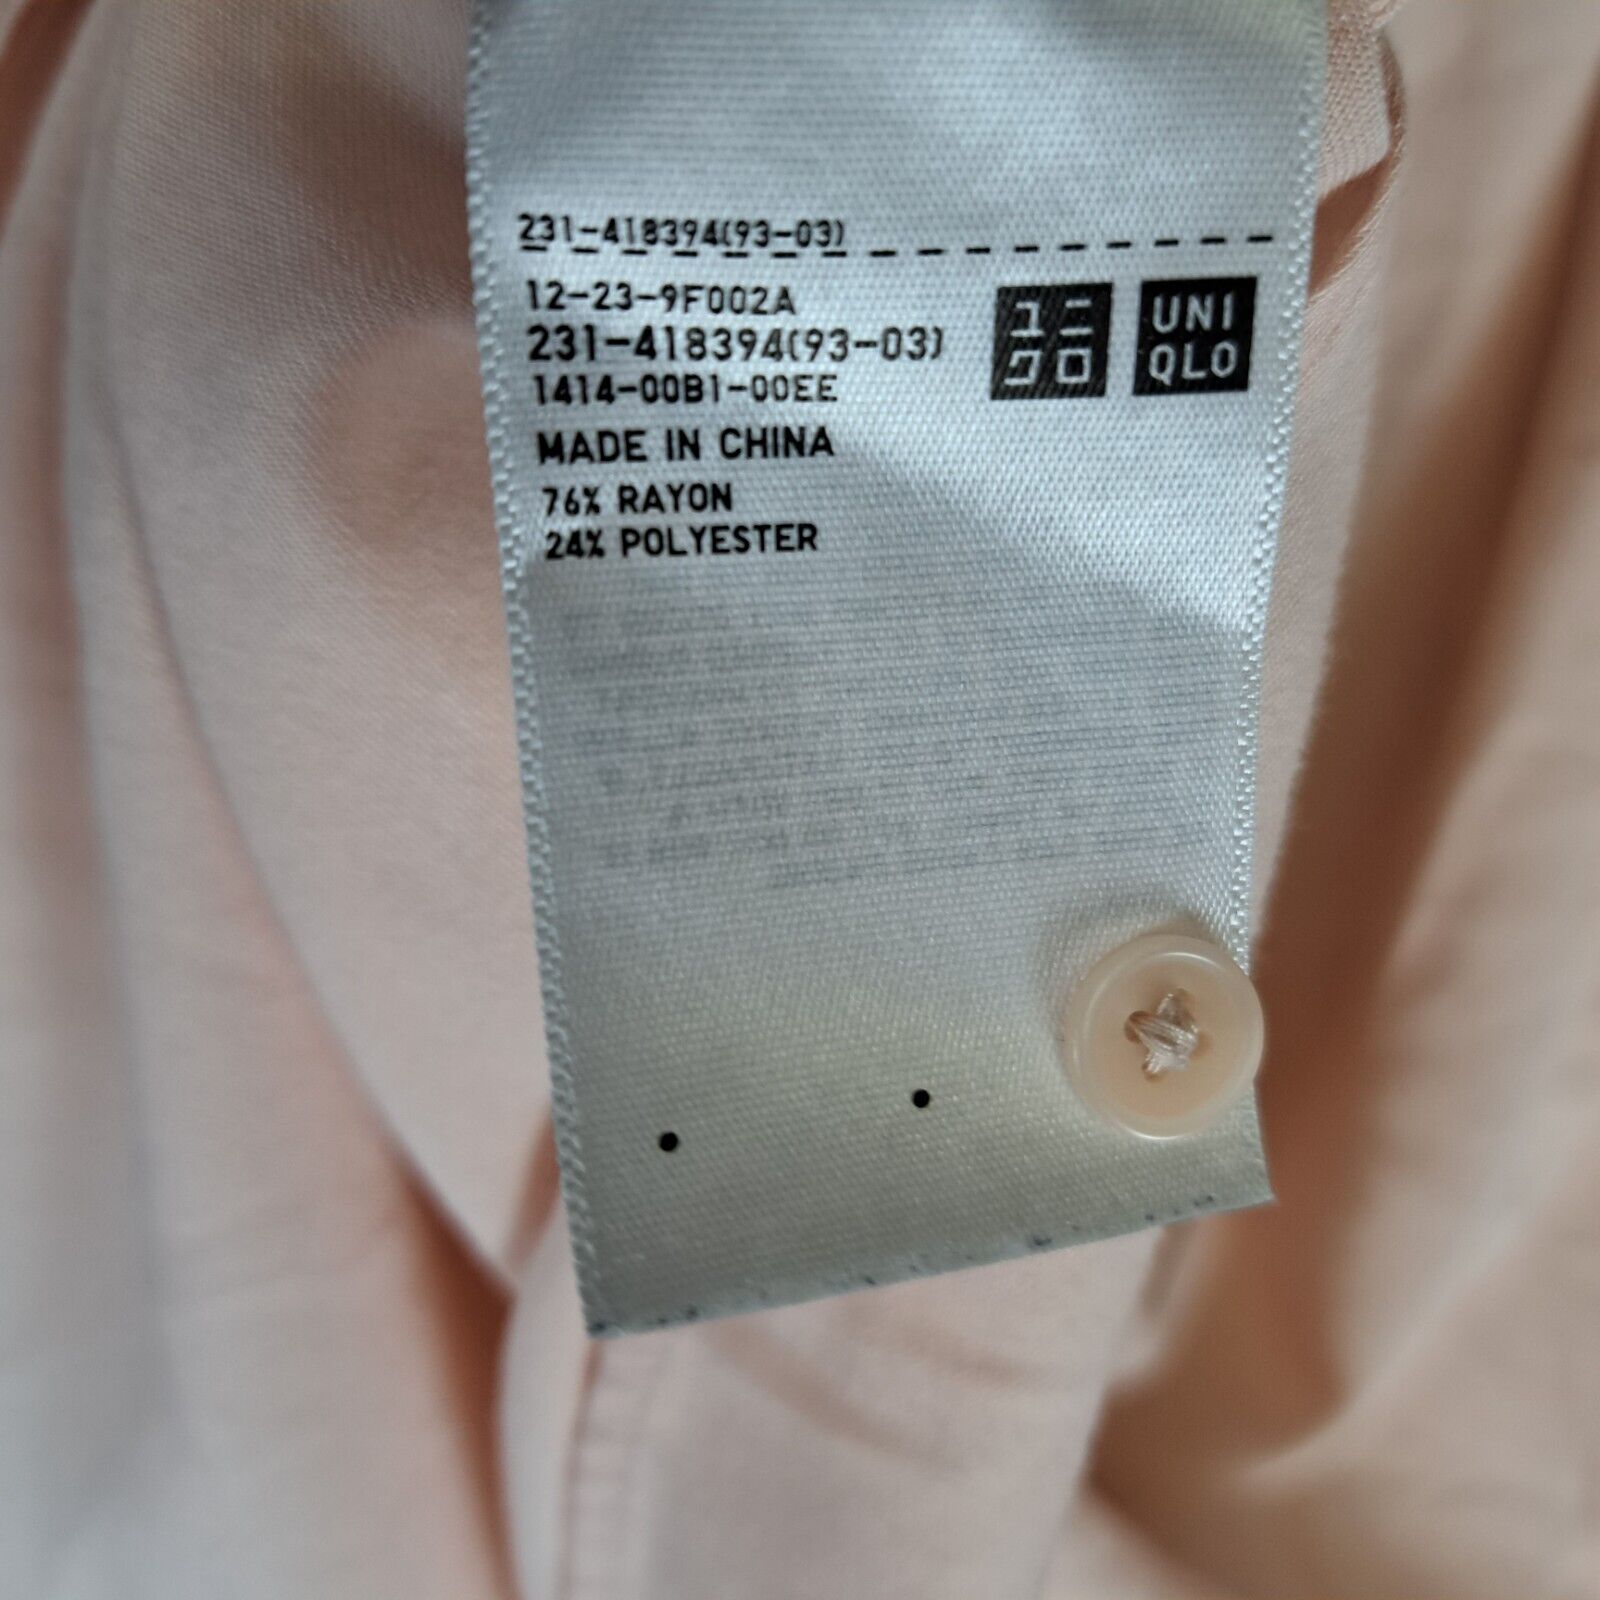 231-418394(93-03)
12-23-9F002A
231-418394(93-03)
1414-00B1-00EE
MADE IN CHINA
76% RAYON
24% POLYESTER
ユニ
クロ
UNI
QLO